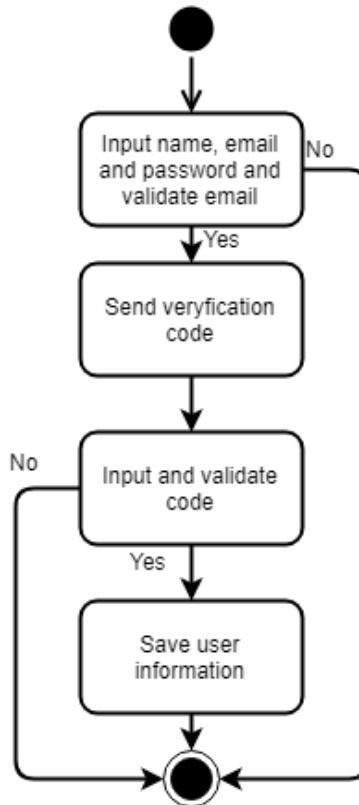 Input name, email
and password and
validate email
No
Yes
Send veryfication
code
No
Input and validate
code
Yes
Save user
information